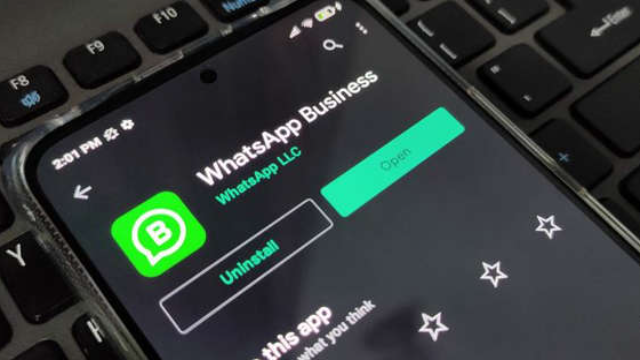 F8
F9
F10
2:01 PM
WhatsApp Business
WhatsApp LLC
B
Uninstall
Open
this app
what you think
Y
H